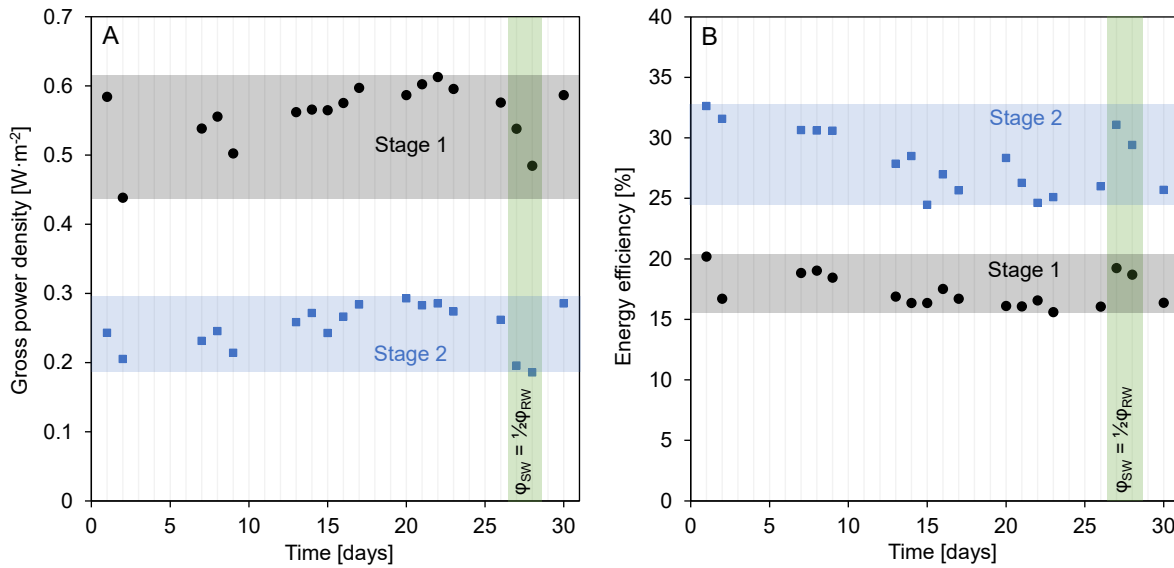 A
Gross power density [W·m⁻²]
0.7
0.6
0.5
0.4
0.3
0.2
0.1
0
Stage 1
Stage 2
φSW = ½φRW
0 5 10 15 20 25 30
Time [days]
B
Energy efficiency [%]
40
35
30
25
20
15
10
5
0
Stage 2
Stage 1
φSW = ½φRW
0 5 10 15 20 25 30
Time [days]